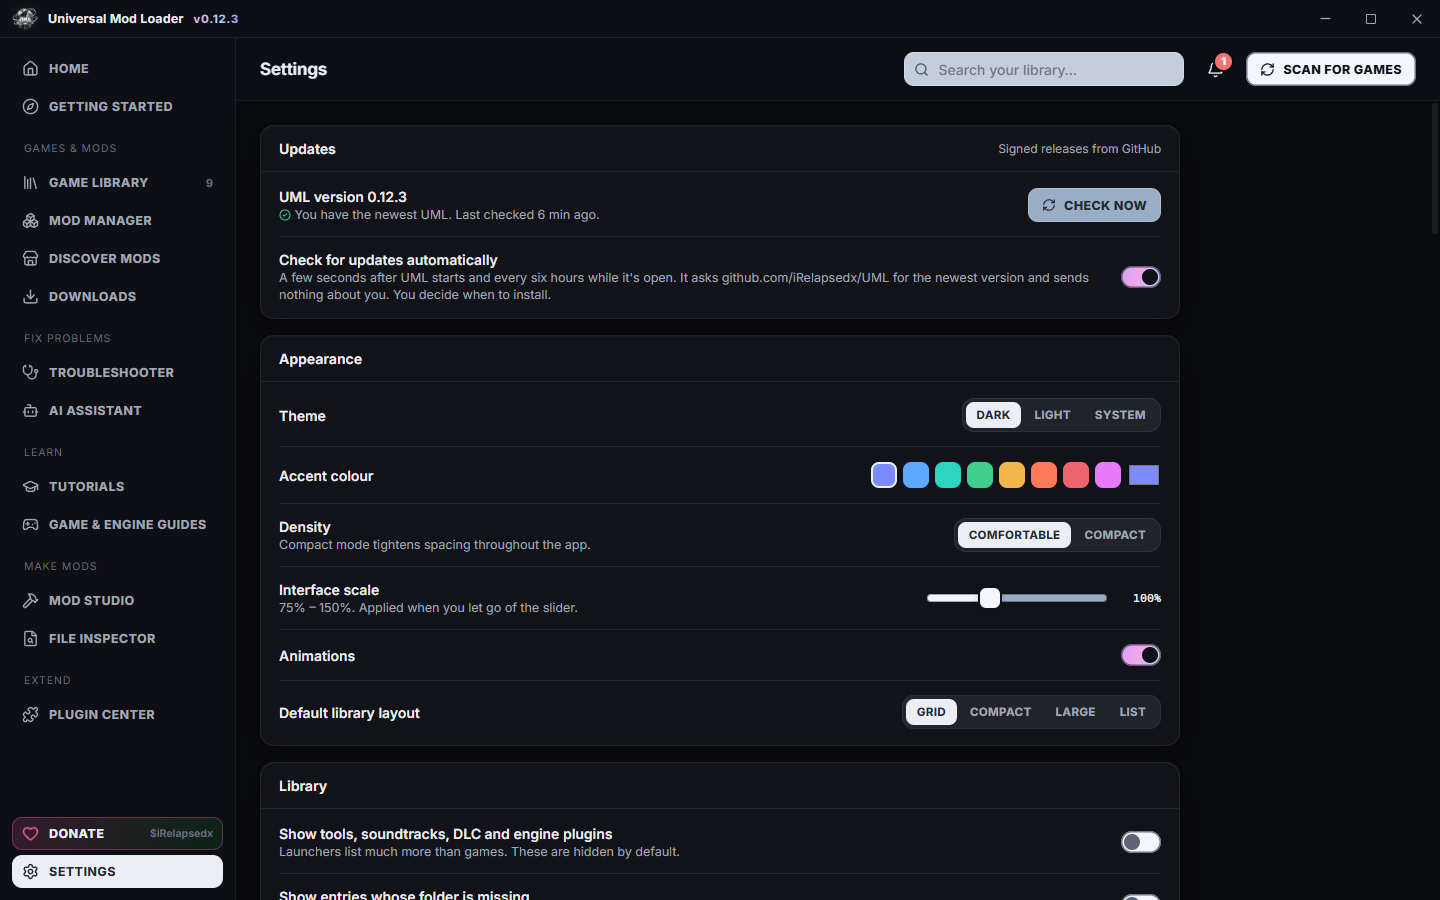 Universal Mod Loader v0.12.3
HOME
GETTING STARTED
GAMES & MODS
GAME LIBRARY 9
MOD MANAGER
DISCOVER MODS
DOWNLOADS
FIX PROBLEMS
TROUBLESHOOTER
AI ASSISTANT
LEARN
TUTORIALS
GAME & ENGINE GUIDES
MAKE MODS
MOD STUDIO
FILE INSPECTOR
EXTEND
PLUGIN CENTER
DONATE $iRelapsedx
SETTINGS
Settings
Search your library...
1
SCAN FOR GAMES
Updates
Signed releases from GitHub
UML version 0.12.3
You have the newest UML. Last checked 6 min ago.
CHECK NOW
Check for updates automatically
A few seconds after UML starts and every six hours while it's open. It asks github.com/iRelapsedx/UML for the newest version and sends
nothing about you. You decide when to install.
Appearance
Theme
DARK LIGHT SYSTEM
Accent colour
Density
Compact mode tightens spacing throughout the app.
COMFORTABLE COMPACT
Interface scale
75% – 150%. Applied when you let go of the slider.
100%
Animations
Default library layout
GRID COMPACT LARGE LIST
Library
Show tools, soundtracks, DLC and engine plugins
Launchers list much more than games. These are hidden by default.
Show entries whose folder is missing